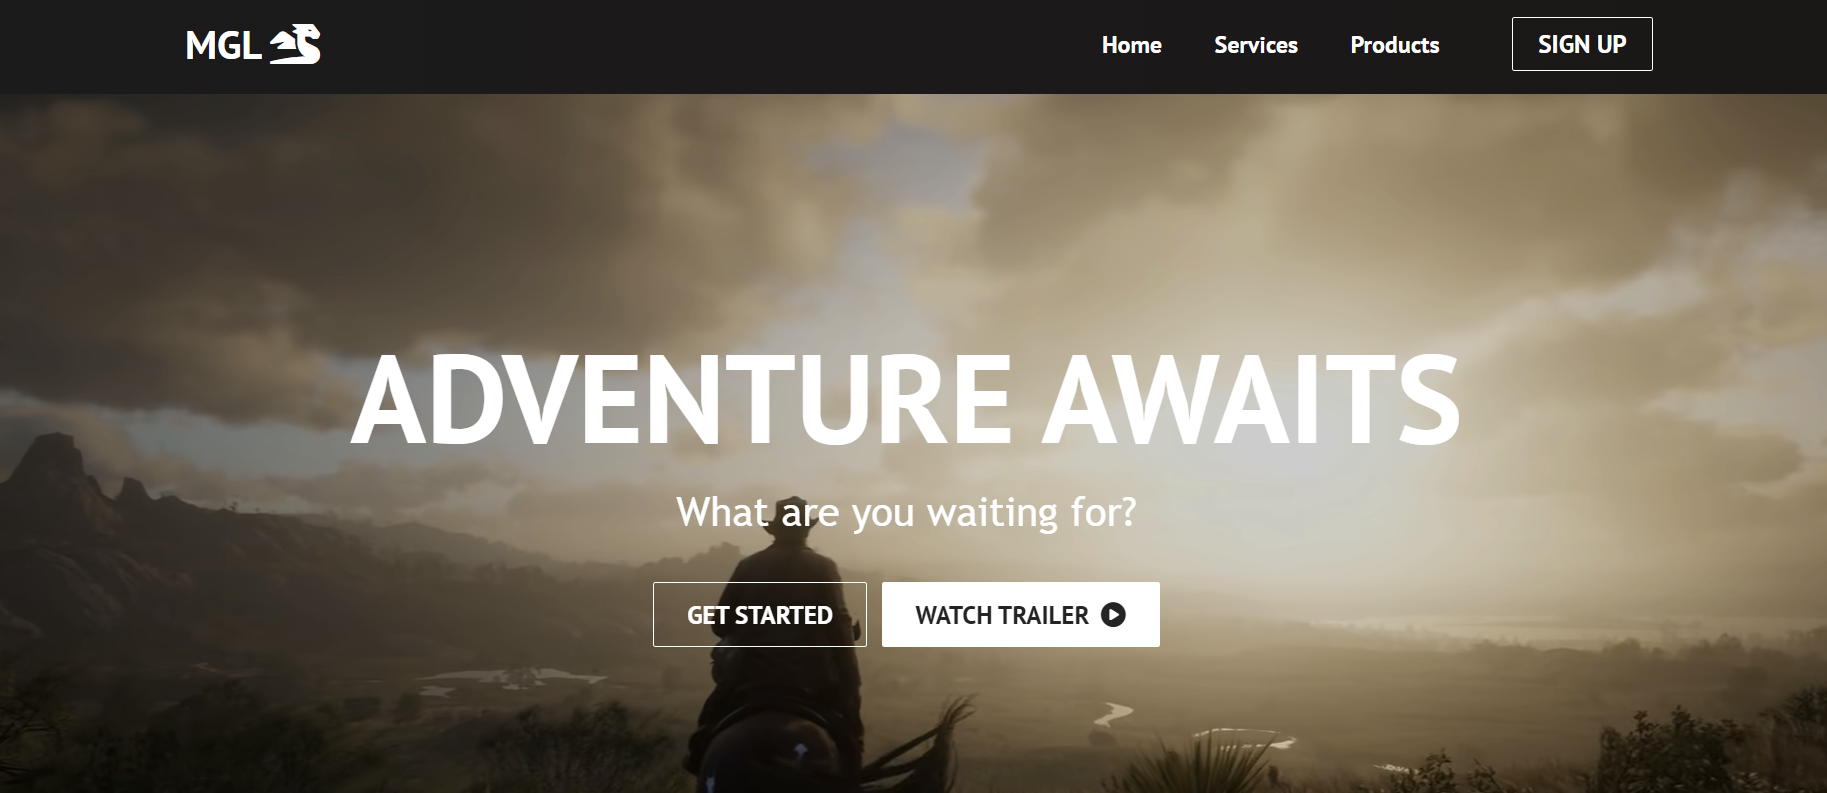 MGL
Home Services Products SIGN UP
ADVENTURE AWAITS
What are you waiting for?
GET STARTED WATCH TRAILER